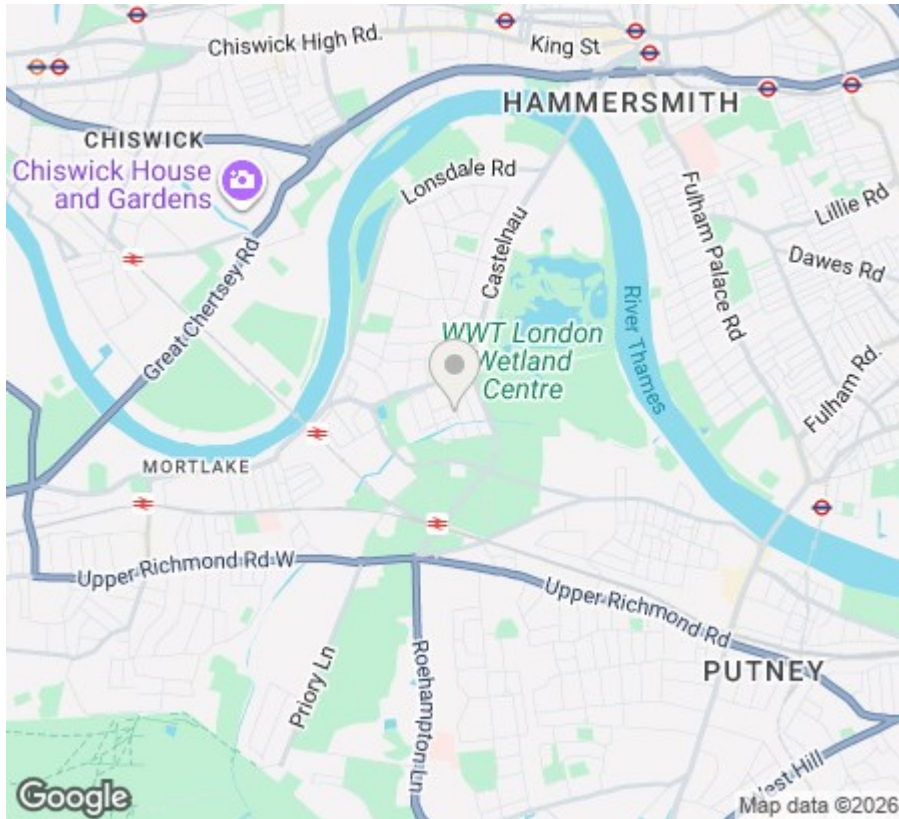 Chiswick High Rd.
King St
HAMMERSMITH
CHISWICK
Chiswick House
and Gardens
Lonsdale Rd
Fulham Palace Rd
Lillie Rd
Castelnau
Dawes Rd
Great Chertsey Rd
River Thames
WWT London
Wetland
Centre
Fulham Rd.
MORTLAKE
Upper Richmond Rd W
Upper Richmond Rd
Priory Ln
Roehampton Ln
PUTNEY
West Hill
Google
Map data ©2026